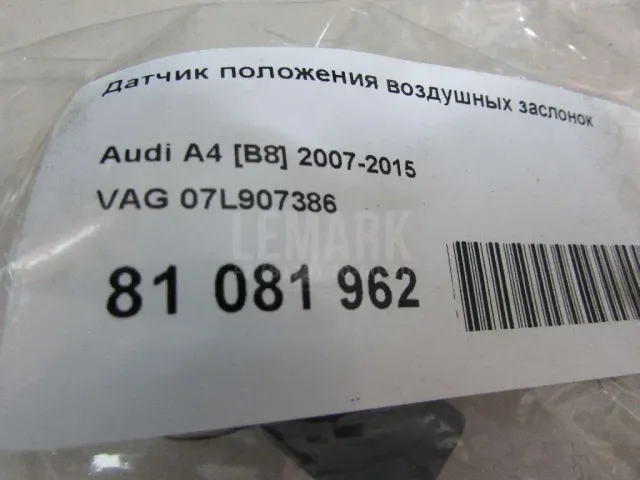 Датчик положения воздушных заслонок
Audi A4 [B8] 2007-2015
VAG 07L907386
LEMARK
81 081 962